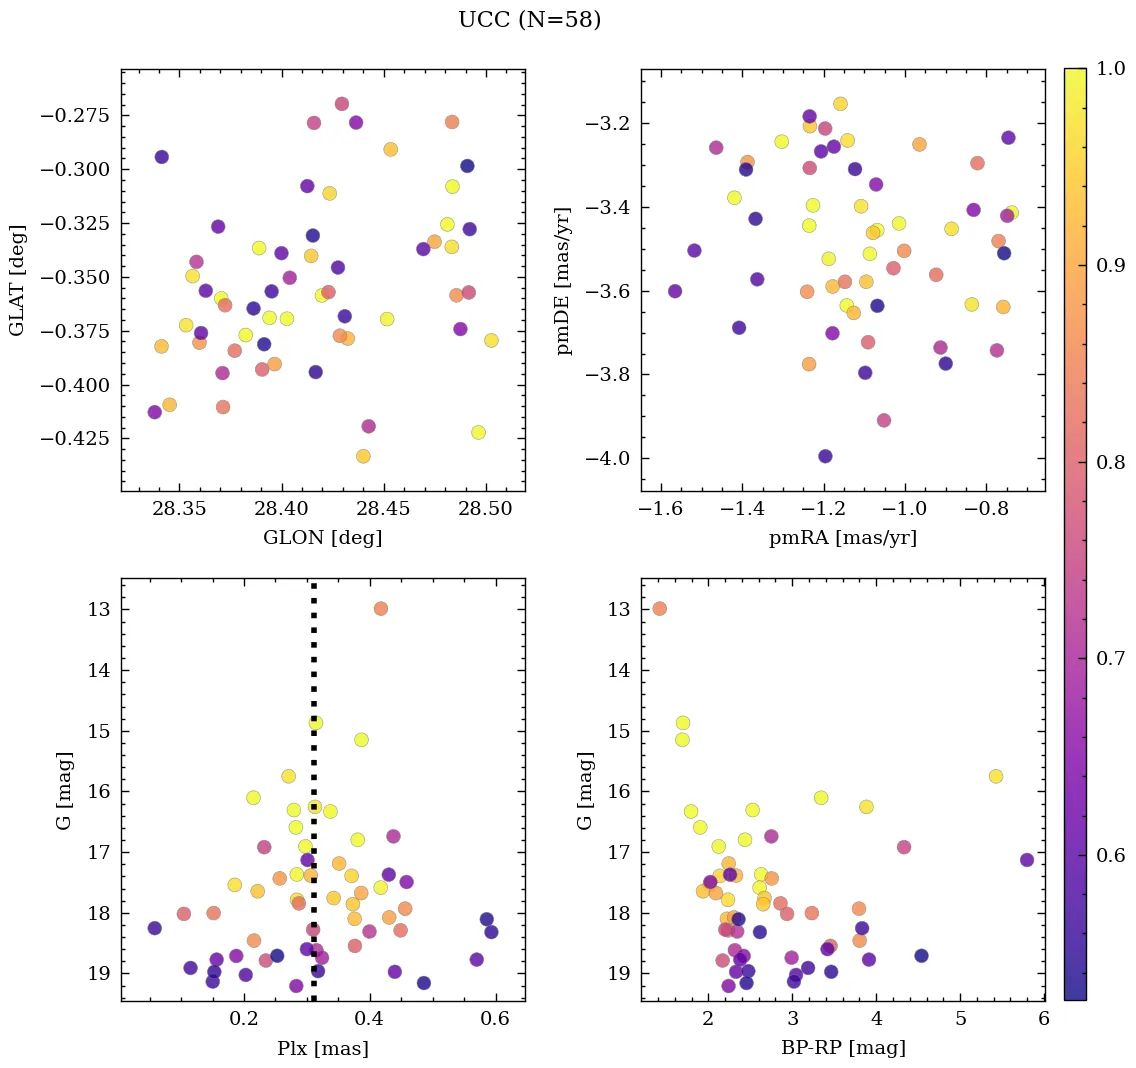 UCC (N=58)
−0.275
−0.300
−0.325
−0.350
−0.375
−0.400
−0.425
GLAT [deg]
28.35 28.40 28.45 28.50
GLON [deg]
−3.2
−3.4
−3.6
−3.8
−4.0
pmDE [mas/yr]
−1.6 −1.4 −1.2 −1.0 −0.8
pmRA [mas/yr]
13
14
15
16
17
18
19
G [mag]
0.2 0.4 0.6
Plx [mas]
13
14
15
16
17
18
19
G [mag]
2 3 4 5 6
BP-RP [mag]
1.0
0.9
0.8
0.7
0.6